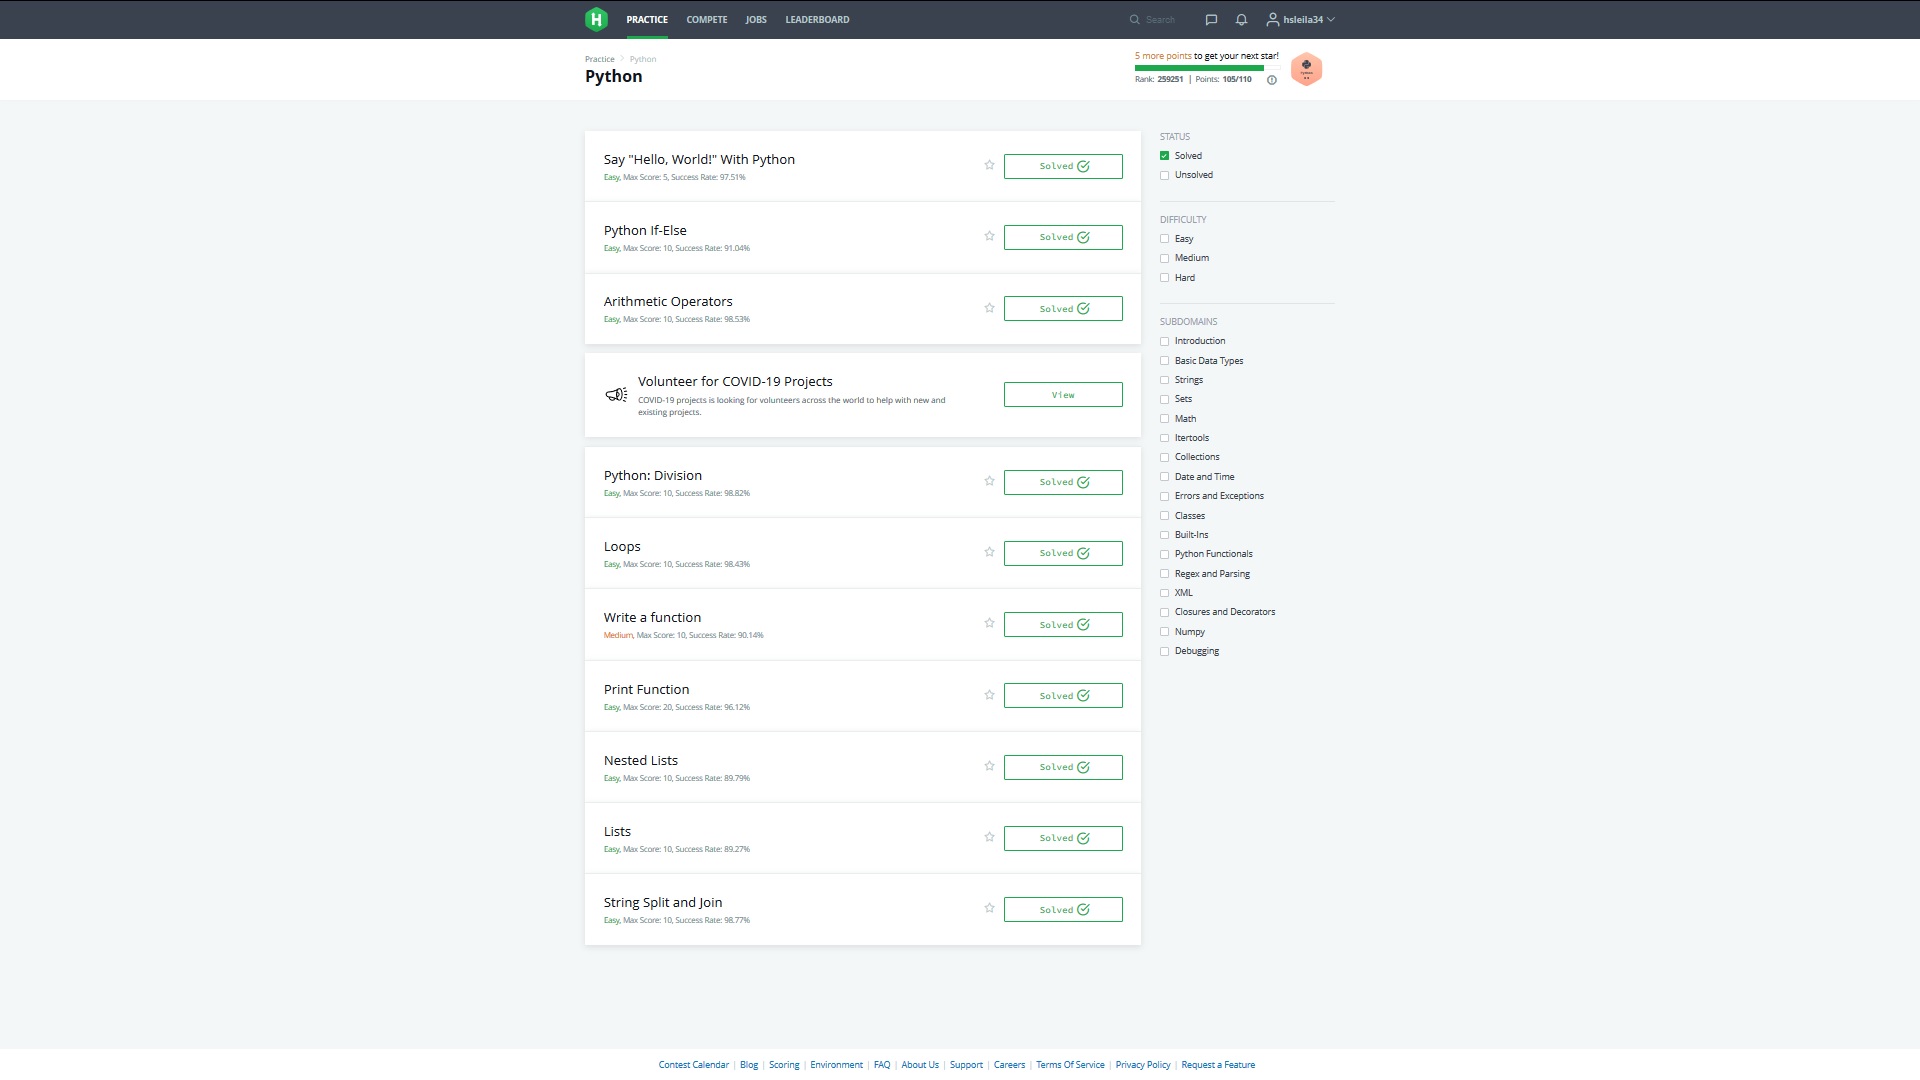 H PRACTICE COMPETE JOBS LEADERBOARD Search hsleila34
Practice Python
Python
5 more points to get your next star!
Rank: 259251 | Points: 105/110
Say "Hello, World!" With Python
Easy, Max Score: 5, Success Rate: 97.51%
Solved
Python If-Else
Easy, Max Score: 10, Success Rate: 91.04%
Solved
Arithmetic Operators
Easy, Max Score: 10, Success Rate: 98.53%
Solved
Volunteer for COVID-19 Projects
COVID-19 projects is looking for volunteers across the world to help with new and
existing projects.
View
Python: Division
Easy, Max Score: 10, Success Rate: 98.82%
Solved
Loops
Easy, Max Score: 10, Success Rate: 98.43%
Solved
Write a function
Medium, Max Score: 10, Success Rate: 90.14%
Solved
Print Function
Easy, Max Score: 20, Success Rate: 96.12%
Solved
Nested Lists
Easy, Max Score: 10, Success Rate: 89.79%
Solved
Lists
Easy, Max Score: 10, Success Rate: 89.27%
Solved
String Split and Join
Easy, Max Score: 10, Success Rate: 98.77%
Solved
STATUS
Solved
Unsolved
DIFFICULTY
Easy
Medium
Hard
SUBDOMAINS
Introduction
Basic Data Types
Strings
Sets
Math
Itertools
Collections
Date and Time
Errors and Exceptions
Classes
Built-Ins
Python Functionals
Regex and Parsing
XML
Closures and Decorators
Numpy
Debugging
Contest Calendar | Blog | Scoring | Environment | FAQ | About Us | Support | Careers | Terms Of Service | Privacy Policy | Request a Feature